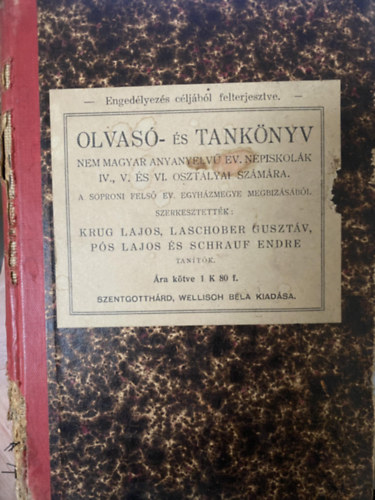 — Engedélyezés céljából felterjesztve. —
OLVASÓ- ÉS TANKÖNYV
NEM MAGYAR ANYANYELVŰ EV. NÉPISKOLÁK
IV., V. ÉS VI. OSZTÁLYAI SZÁMÁRA.
A SOPRONI FELSŐ EV. EGYHÁZMEGYE MEGBIZÁSÁBÓL
SZERKESZTETTÉK:
KRUG LAJOS, LASCHOBER GUSZTÁV,
PÓS LAJOS ÉS SCHRAUF ENDRE
TANÍTÓK.
Ára kötve 1 K 80 f.
SZENTGOTTHÁRD, WELLISCH BÉLA KIADÁSA.